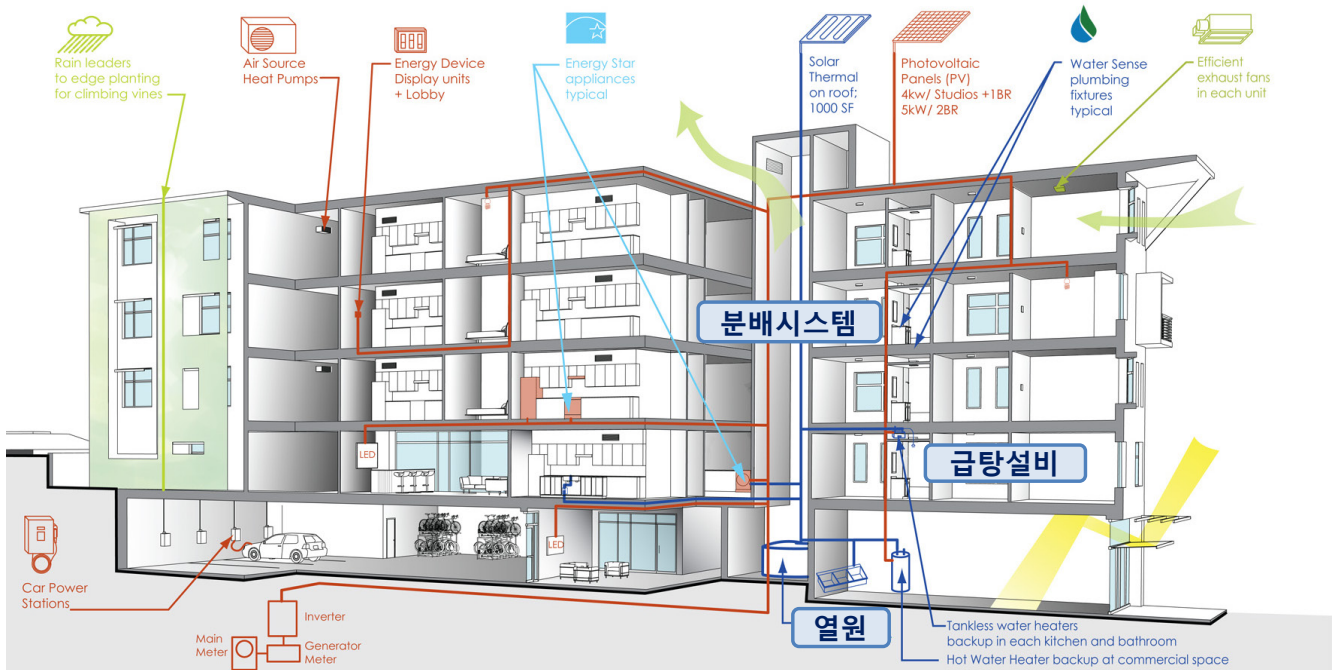 Rain leaders
to edge planting
for climbing vines
Air Source
Heat Pumps
Energy Device
Display units
+ Lobby
Energy Star
appliances
typical
Solar
Thermal
on roof;
1000 SF
Photovoltaic
Panels (PV)
4kw/ Studios +1BR
5kW/ 2BR
Water Sense
plumbing
fixtures
typical
Efficient
exhaust fans
in each unit
분배시스템
LED
급탕설비
LED
Car Power
Stations
Inverter
Main
Meter
Generator
Meter
열원
Tankless water heaters
backup in each kitchen and bathroom
Hot Water Heater backup at commercial space